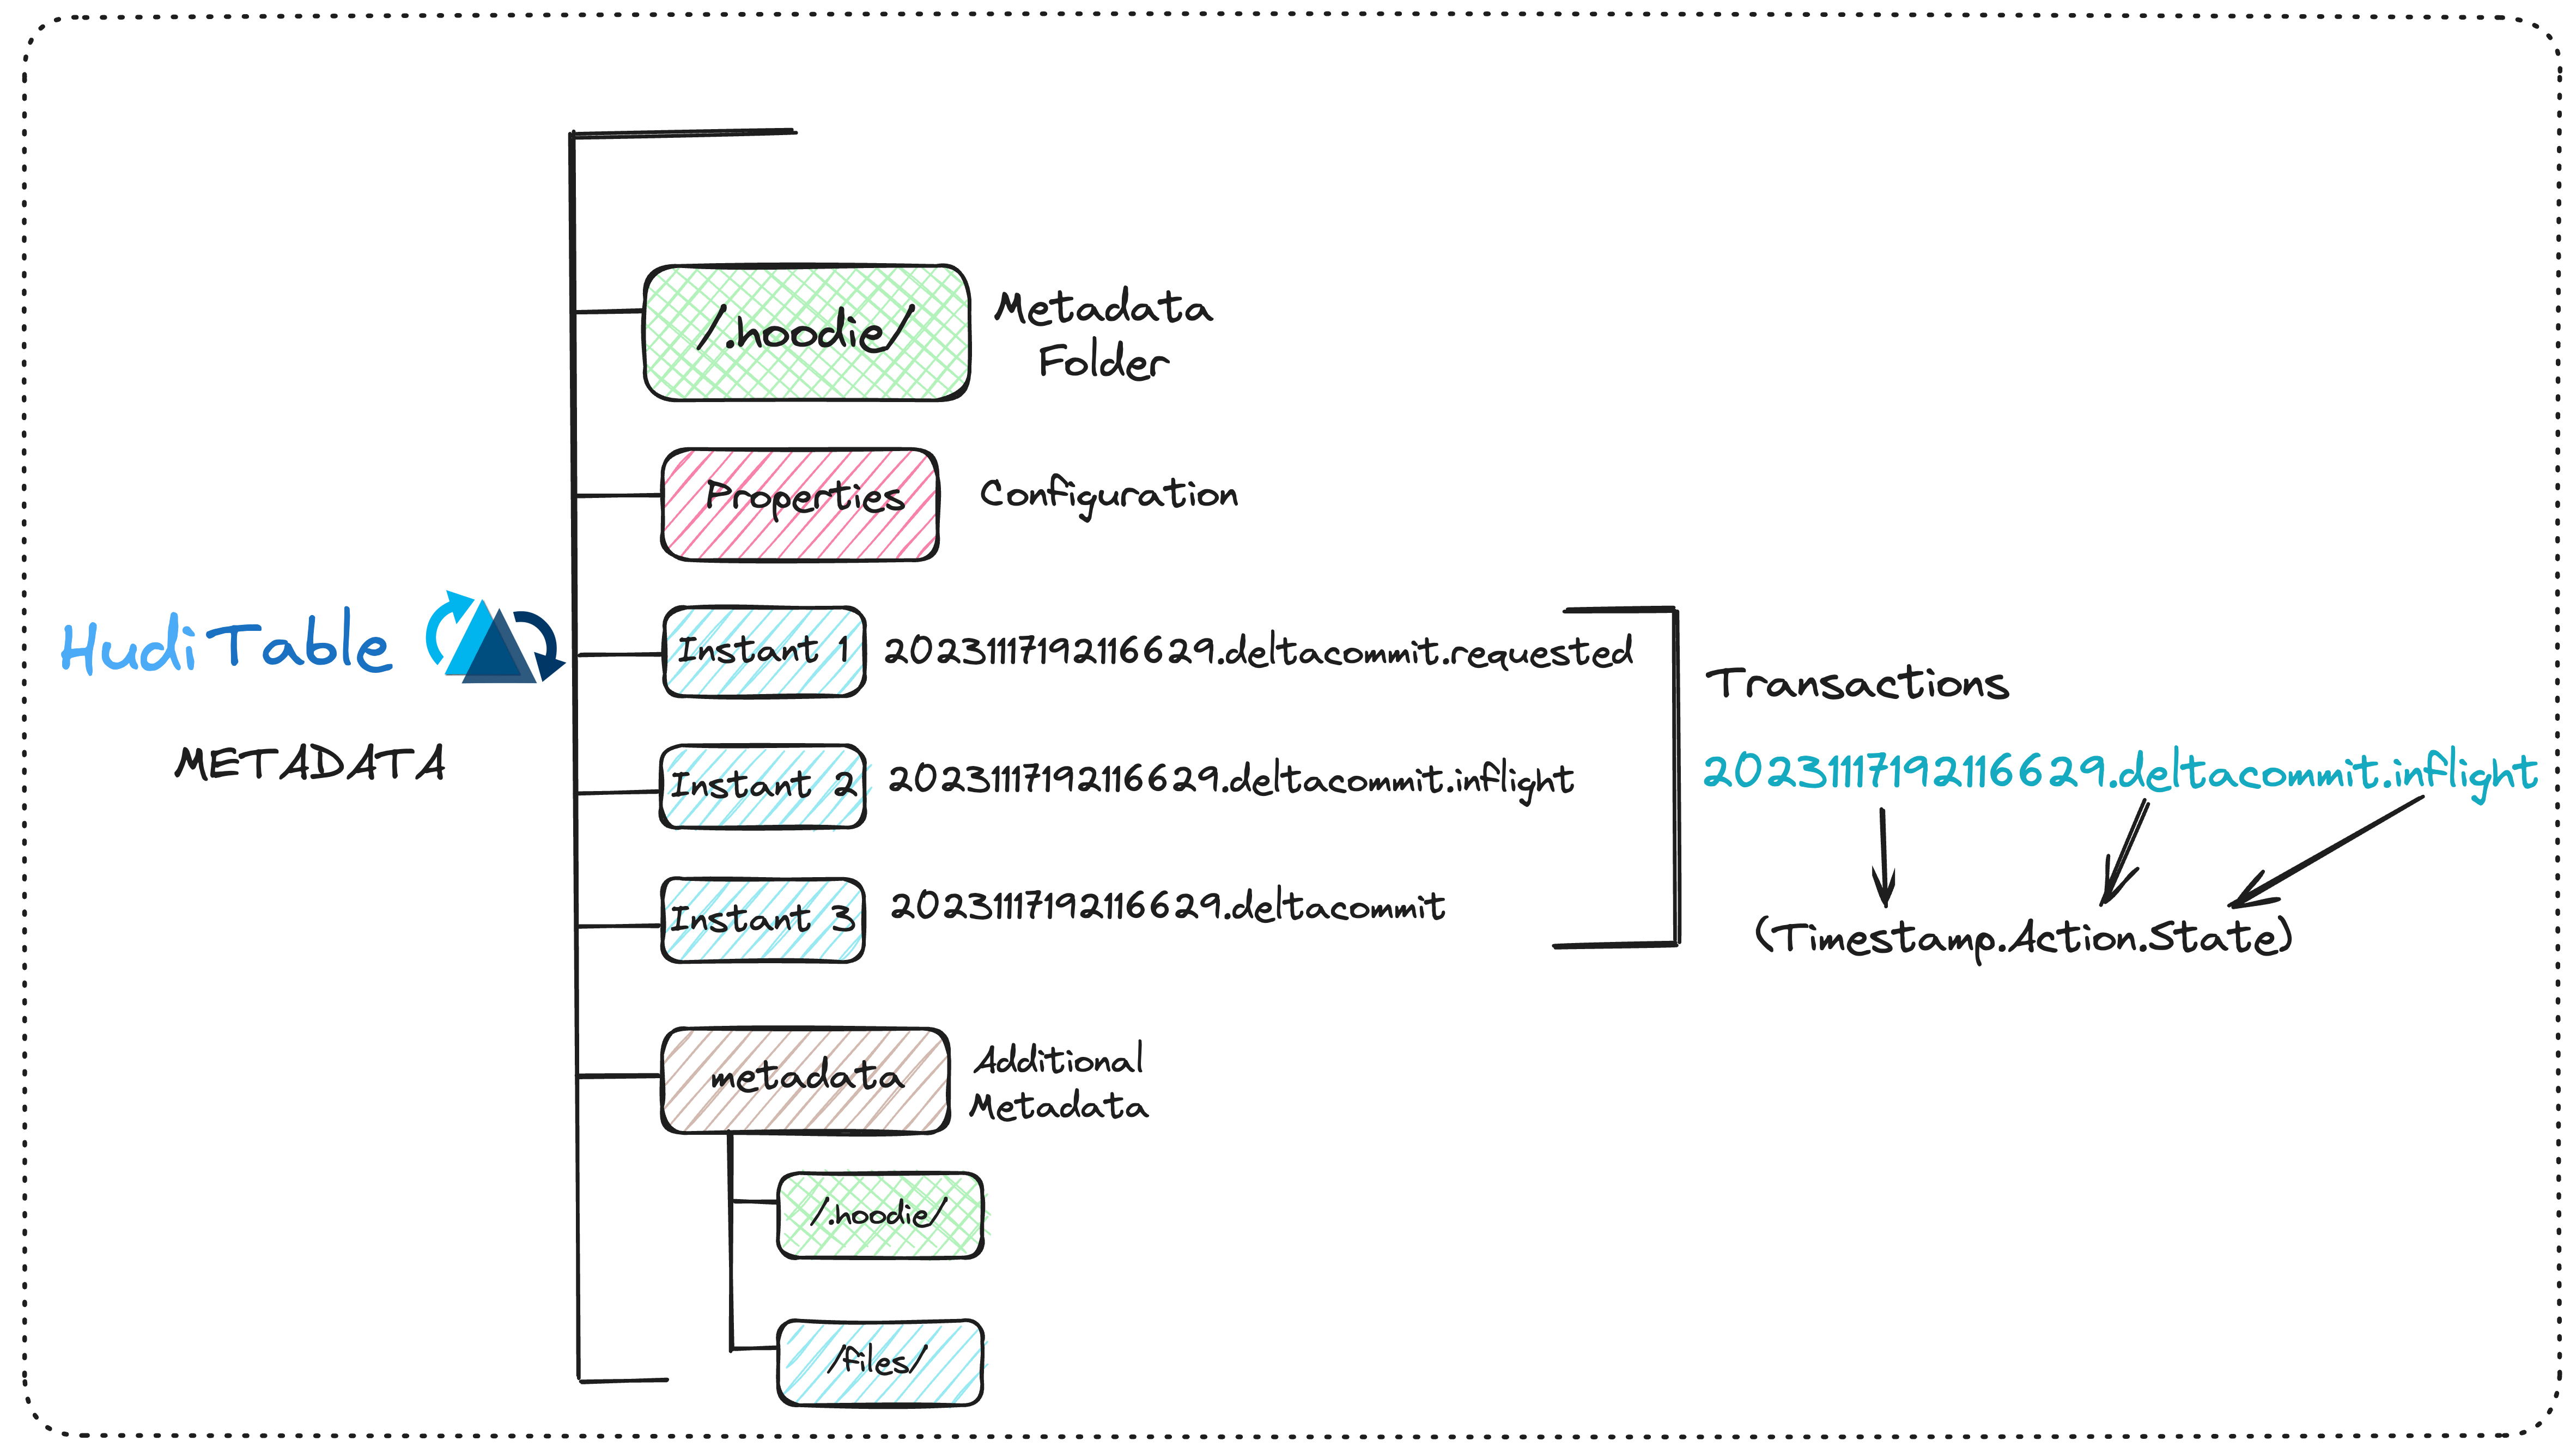 /.hoodie/
Metadata
Folder
Properties
Configuration
Hudi Table
METADATA
Instant 1
20231117192116629.deltacommit.requested
Instant 2
20231117192116629.deltacommit.inflight
Instant 3
20231117192116629.deltacommit
Transactions
20231117192116629.deltacommit.inflight
(Timestamp.Action.State)
metadata
Additional
Metadata
/.hoodie/
/files/